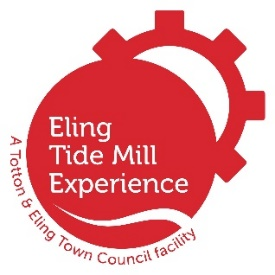 Eling
Tide Mill
Experience
A Totton & Eling Town Council facility